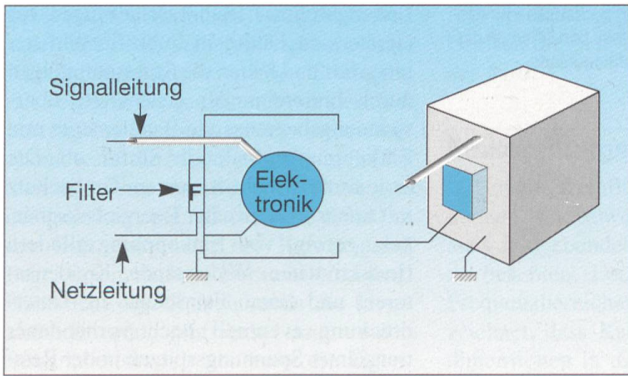 Signalleitung
Filter
F
Elek-
tronik
Netzleitung